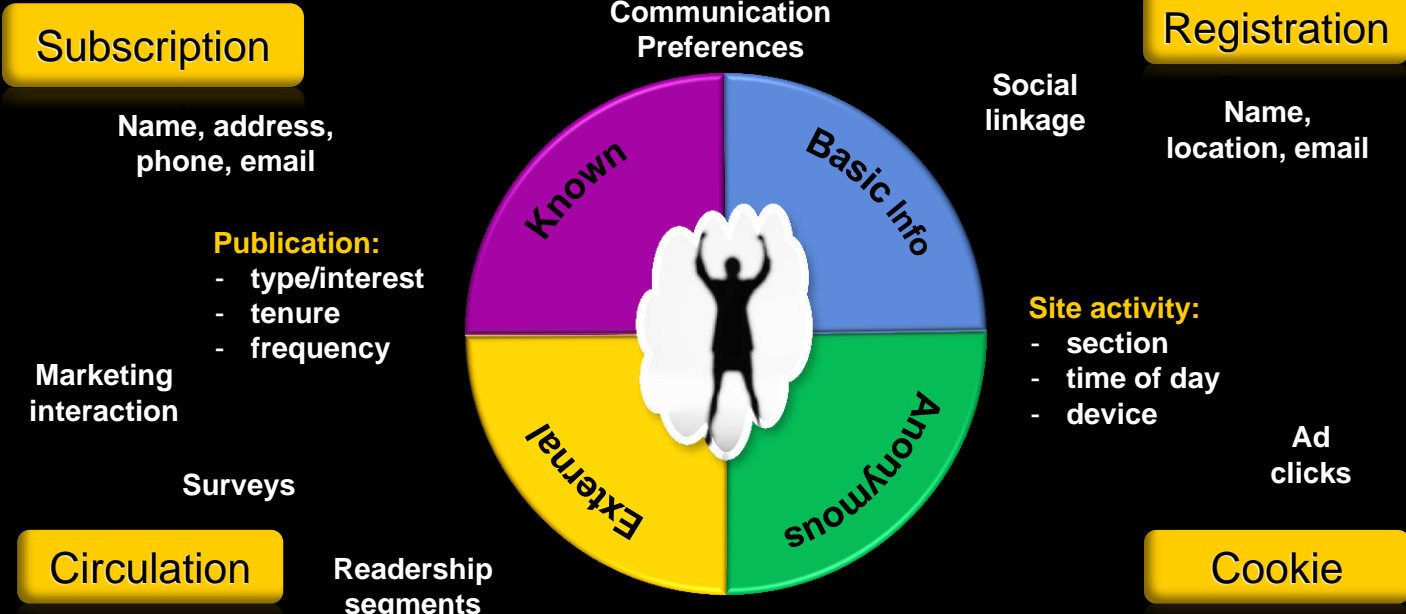 Subscription
Communication
Preferences
Registration
Name, address,
phone, email
Social
linkage
Name,
location, email
Known
Basic Info
Publication:
- type/interest
- tenure
- frequency
Site activity:
- section
- time of day
- device
Marketing
interaction
Ad
clicks
Surveys
External
Anonymous
Circulation
Readership
segments
Cookie